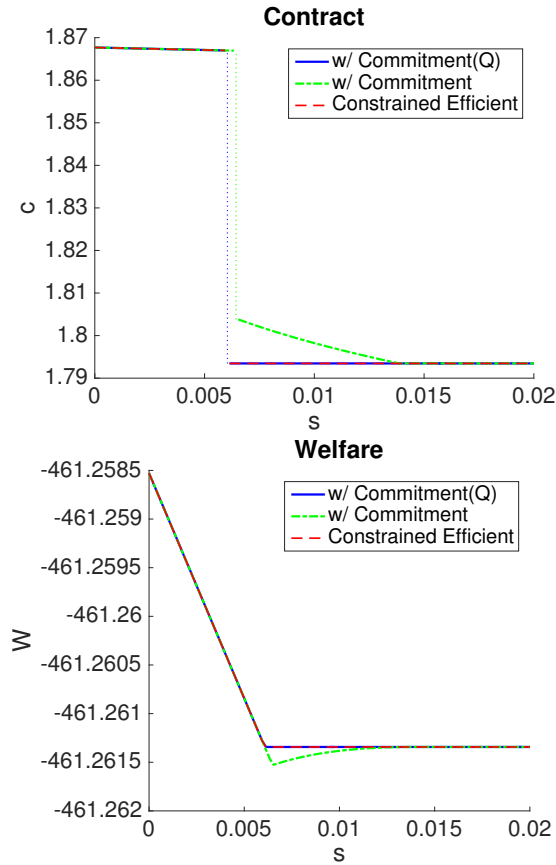 Contract
1.87
1.86
1.85
1.84
1.83
1.82
1.81
1.8
1.79
c
w/ Commitment(Q)
w/ Commitment
Constrained Efficient
0 0.005 0.01 0.015 0.02
s
Welfare
-461.2585
-461.259
-461.2595
-461.26
-461.2605
-461.261
-461.2615
-461.262
W
w/ Commitment(Q)
w/ Commitment
Constrained Efficient
0 0.005 0.01 0.015 0.02
s